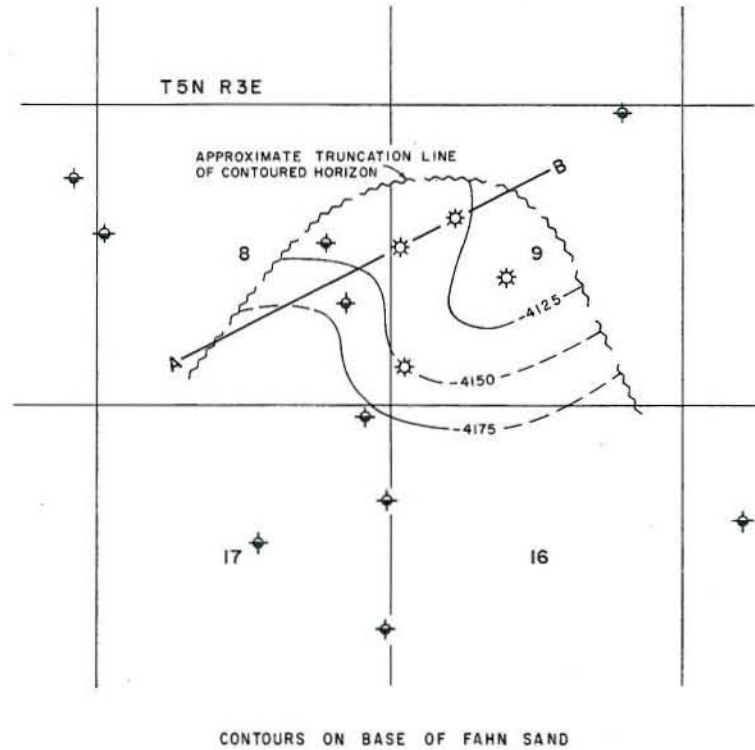 T5N R3E
APPROXIMATE TRUNCATION LINE
OF CONTOURED HORIZON
B
8
9
-4125
A
-4150
-4175
17
16
CONTOURS ON BASE OF FAHN SAND